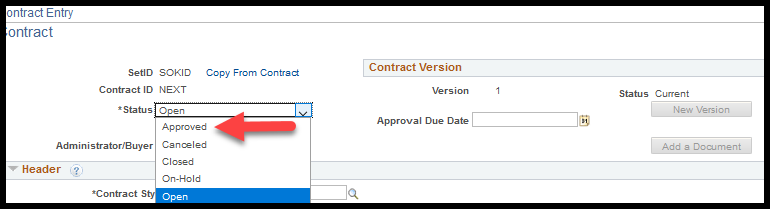 ontract Entry
Contract
SetID SOKID Copy From Contract
Contract ID NEXT
*Status Open
Approved
Canceled
Closed
On-Hold
Open
Administrator/Buyer
Contract Version
Version 1 Status Current
New Version
Approval Due Date
Add a Document
Header
*Contract Sty